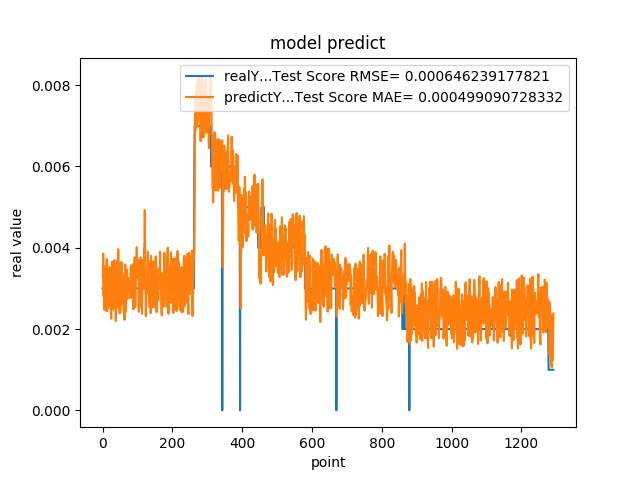 model predict
realY...Test Score RMSE= 0.000646239177821
predictY...Test Score MAE= 0.000499090728332
real value
0.008
0.006
0.004
0.002
0.000
0 200 400 600 800 1000 1200
point